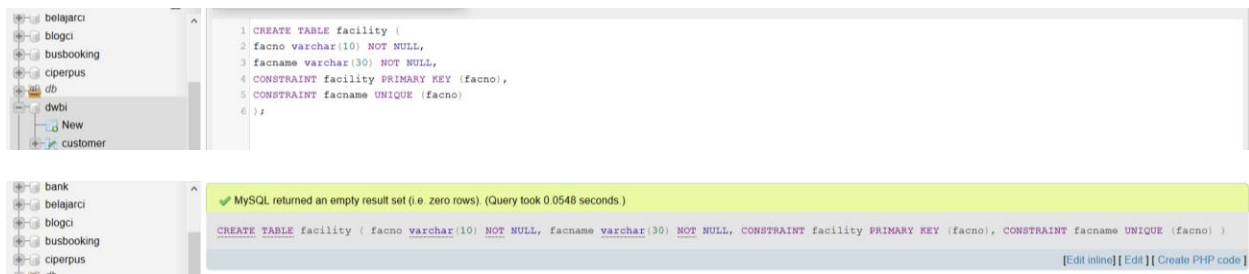 belajarci
blogci
busbooking
ciperpus
db
dwbi
New
customer
1 CREATE TABLE facility (
2 facno varchar(10) NOT NULL,
3 facname varchar(30) NOT NULL,
4 CONSTRAINT facility PRIMARY KEY (facno),
5 CONSTRAINT facname UNIQUE (facno)
6 );
bank
belajarci
blogci
busbooking
ciperpus
MySQL returned an empty result set (i.e. zero rows). (Query took 0.0548 seconds.)
CREATE TABLE facility ( facno varchar(10) NOT NULL, facname varchar(30) NOT NULL, CONSTRAINT facility PRIMARY KEY (facno), CONSTRAINT facname UNIQUE (facno) )
[Edit inline] [ Edit ] [ Create PHP code ]